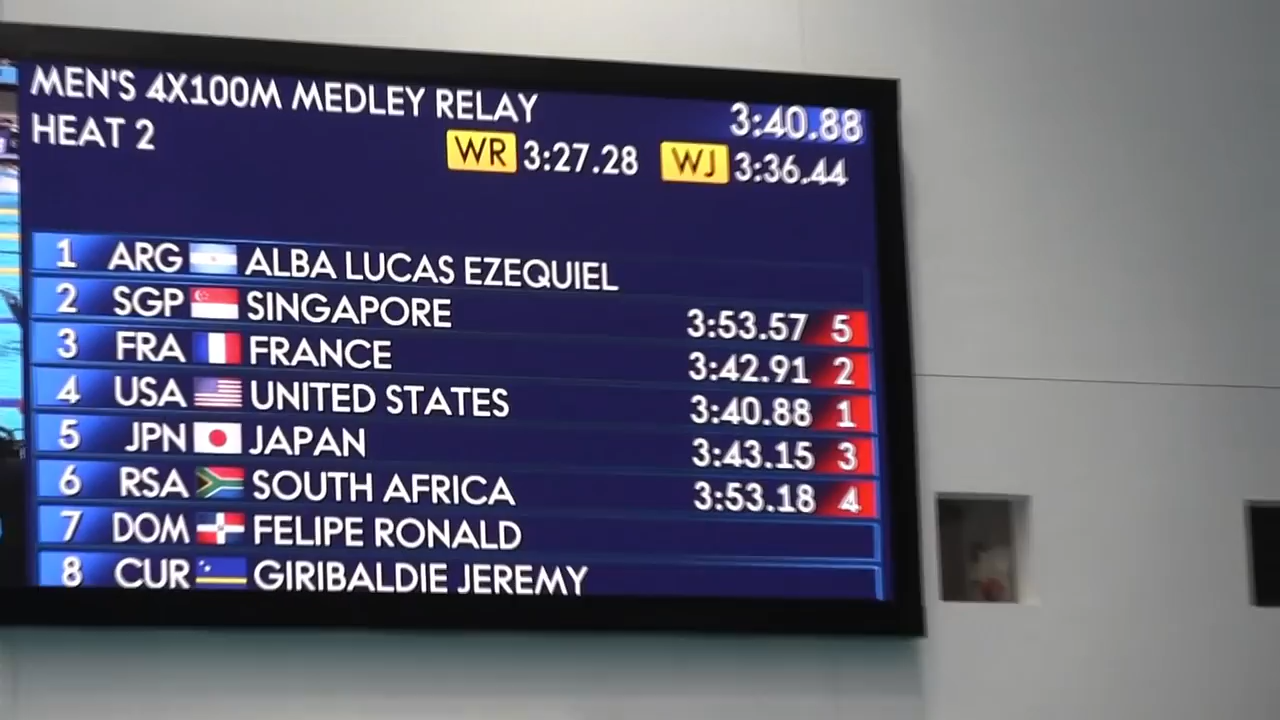 MEN'S 4X100M MEDLEY RELAY 3:40.88
HEAT 2 WR 3:27.28 WJ 3:36.44
1 ARG ALBA LUCAS EZEQUIEL
2 SGP SINGAPORE 3:53.57 5
3 FRA FRANCE 3:42.91 2
4 USA UNITED STATES 3:40.88 1
5 JPN JAPAN 3:43.15 3
6 RSA SOUTH AFRICA 3:53.18 4
7 DOM FELIPE RONALD
8 CUR GIRIBALDIE JEREMY